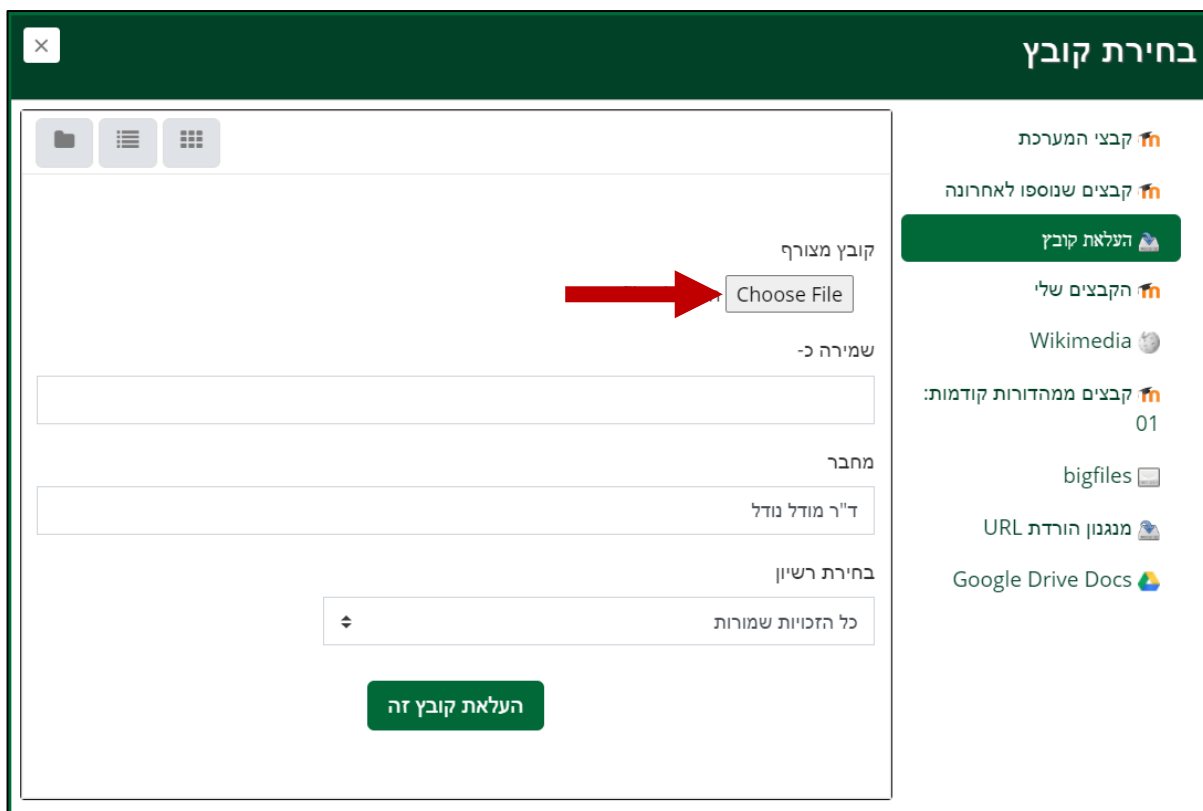 בחירת קובץ
קבצי המערכת
קבצים שנוספו לאחרונה
העלאת קובץ
הקבצים שלי
Wikimedia
קבצים ממהדורות קודמות:
01
bigfiles
מנגנון הורדת URL
Google Drive Docs
קובץ מצורף
Choose File
שמירה כ-
מחבר
ד"ר מודל נודל
בחירת רשיון
כל הזכויות שמורות
העלאת קובץ זה